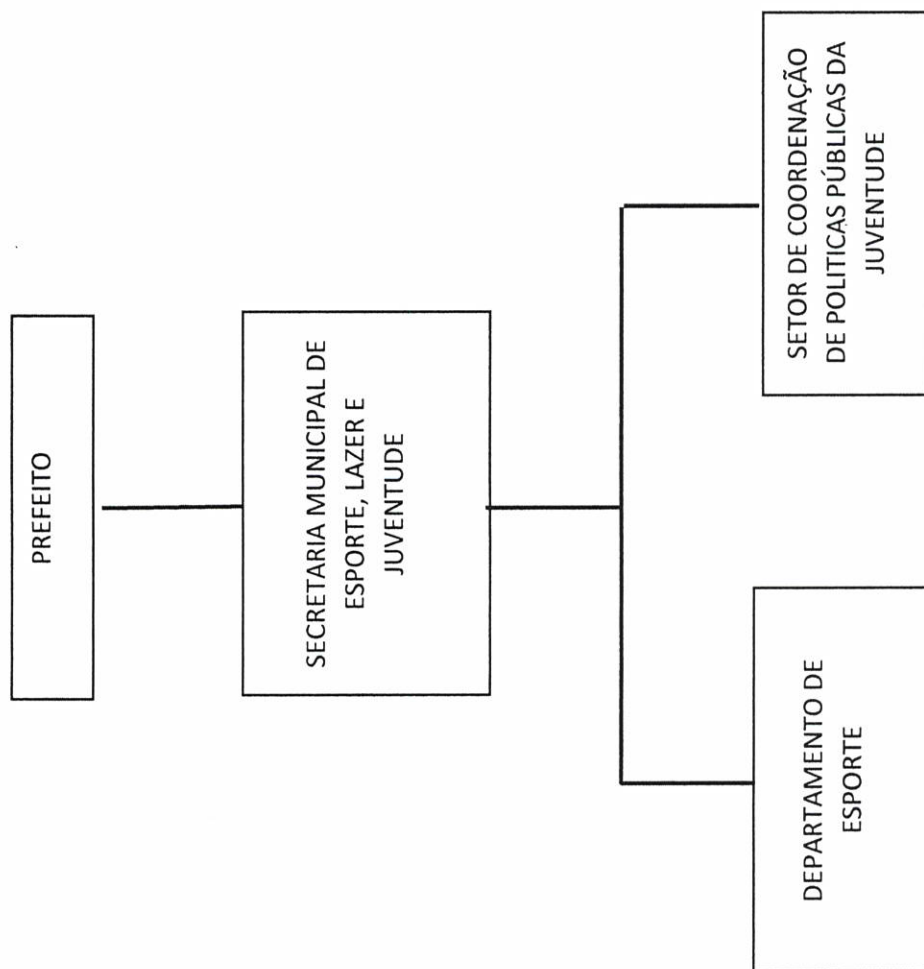 PREFEITO
SECRETARIA MUNICIPAL DE
ESPORTE, LAZER E
JUVENTUDE
DEPARTAMENTO DE
ESPORTE
SETOR DE COORDENAÇÃO
DE POLITICAS PÚBLICAS DA
JUVENTUDE